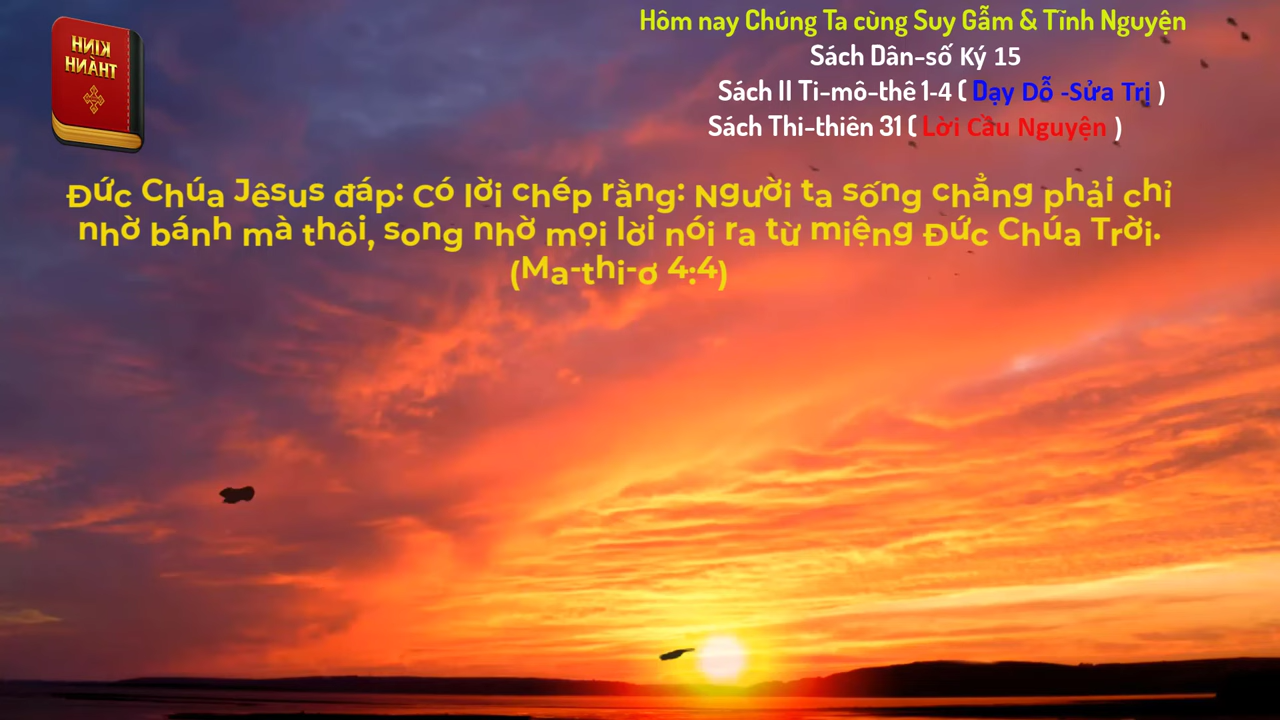 KINH
THÁNH
Hôm nay Chúng Ta cùng Suy Gẫm & Tĩnh Nguyện
Sách Dân-số Ký 15
Sách II Ti-mô-thê 1-4 ( Dạy Dỗ -Sửa Trị )
Sách Thi-thiên 31 ( Lời Cầu Nguyện )
Đức Chúa Jêsus đáp: Có lời chép rằng: Người ta sống chẳng phải chỉ
nhờ bánh mà thôi, song nhờ mọi lời nói ra từ miệng Đức Chúa Trời.
(Ma-thi-ơ 4:4)